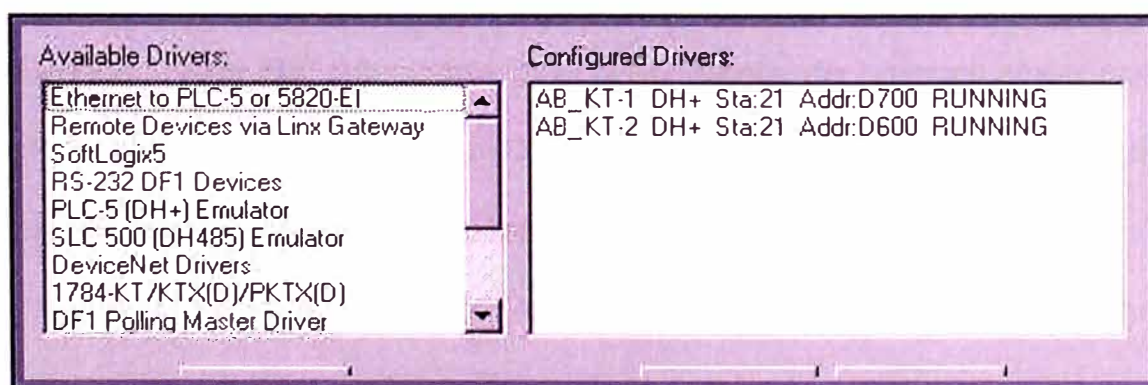 Available Drivers:
Ethernet to PLC-5 or 5820-EI
Remote Devices via Linx Gateway
SoftLogix5
RS-232 DF1 Devices
PLC-5 (DH+) Emulator
SLC 500 (DH485) Emulator
DeviceNet Drivers
1784-KT/KTX(D)/PKTX(D)
DF1 Polling Master Driver
Configured Drivers:
AB_KT-1 DH+ Sta:21 Addr:D700 RUNNING
AB_KT-2 DH+ Sta:21 Addr:D600 RUNNING